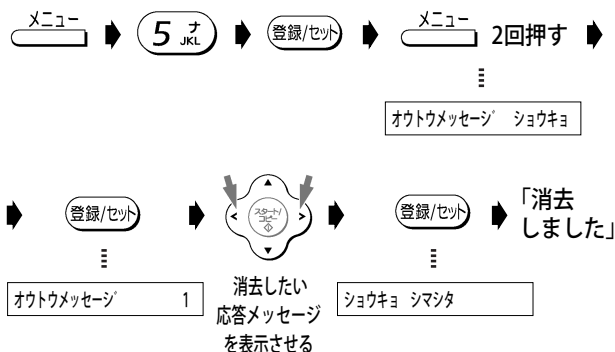 メニュー
5 ナ JKL
登録/セット
メニュー 2回押す
オウトウメッセージ ショウキョ
登録/セット
オウトウメッセージ 1
スタート/コピー
消去したい
応答メッセージ
を表示させる
登録/セット
ショウキョ シマシタ
「消去
しました」